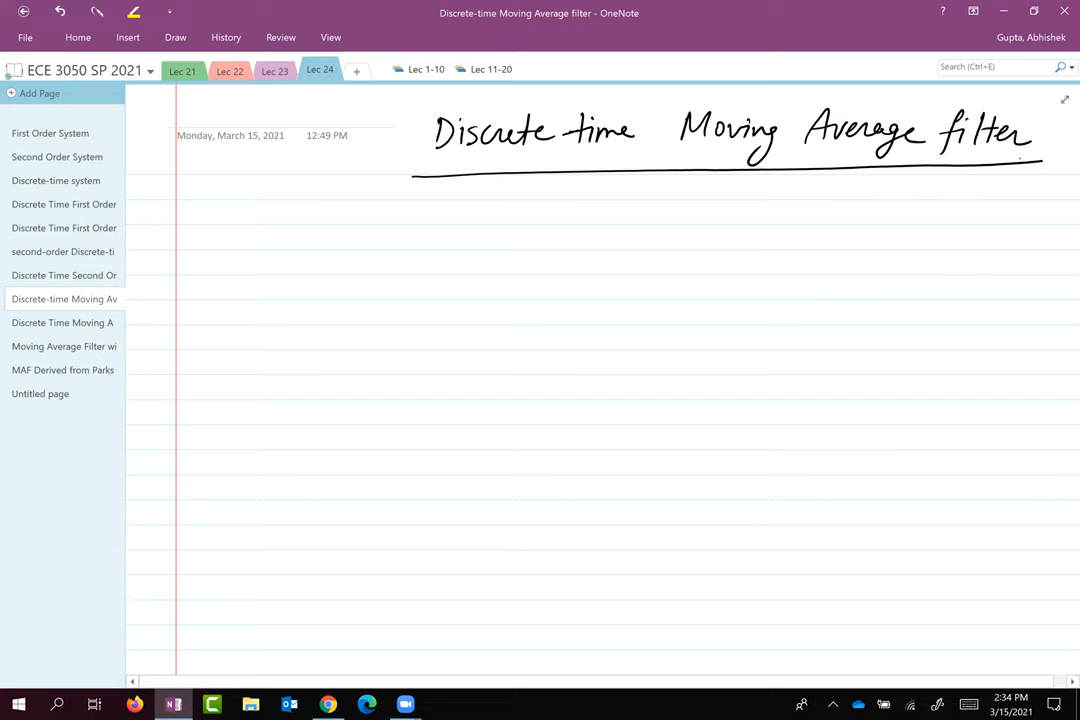 Discrete-time Moving Average filter - OneNote
?
File
Home
Insert
Draw
History
Review
View
Gupta, Abhishek
ECE 3050 SP 2021
Lec 21
Lec 22
Lec 23
Lec 24
+
Lec 1-10
Lec 11-20
Search (Ctrl+E)
Add Page
Monday, March 15, 2021
12:49 PM
Discrete-time Moving Average filter
First Order System
Second Order System
Discrete-time system
Discrete Time First Order
Discrete Time First Order
second-order Discrete-ti
Discrete Time Second Or
Discrete-time Moving Av
Discrete Time Moving A
Moving Average Filter wi
MAF Derived from Parks
Untitled page
2:34 PM
3/15/2021